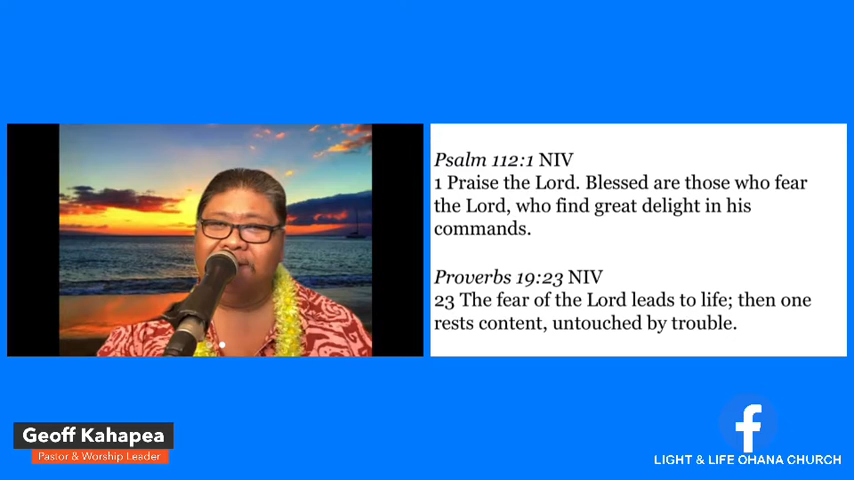 Psalm 112:1 NIV
1 Praise the Lord. Blessed are those who fear
the Lord, who find great delight in his
commands.
Proverbs 19:23 NIV
23 The fear of the Lord leads to life; then one
rests content, untouched by trouble.
Geoff Kahapea
Pastor & Worship Leader
f
LIGHT & LIFE OHANA CHURCH